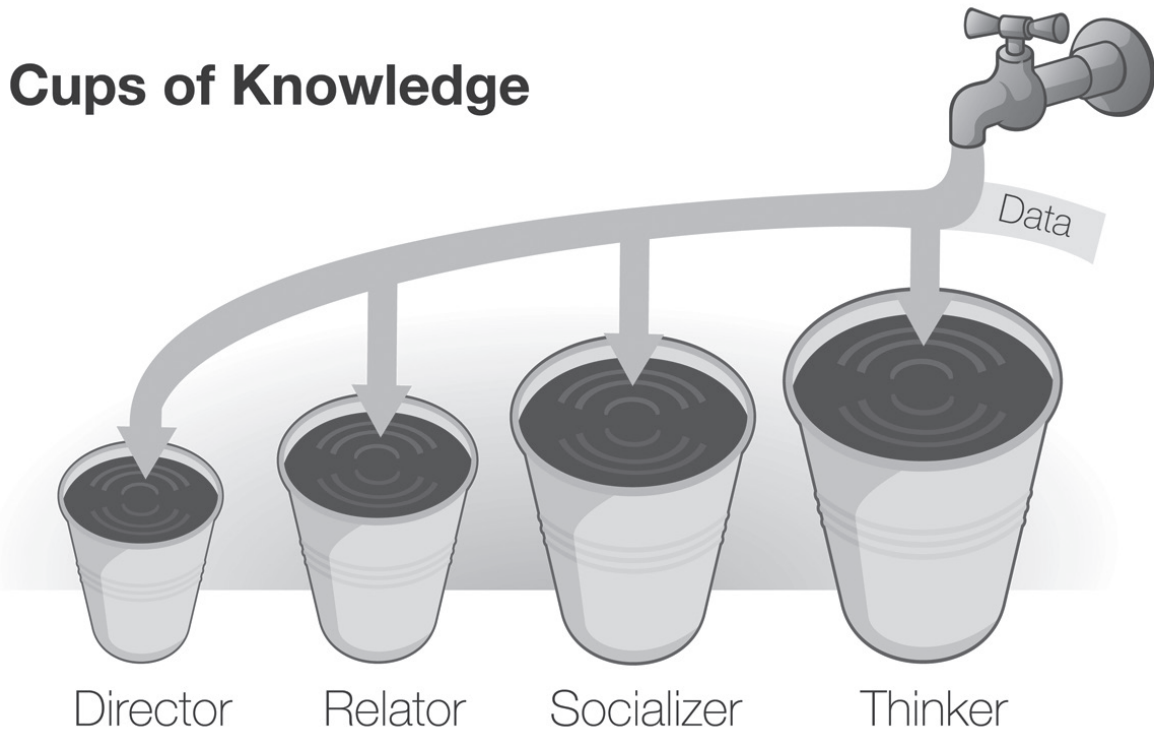 Cups of Knowledge
Data
Director
Relator
Socializer
Thinker